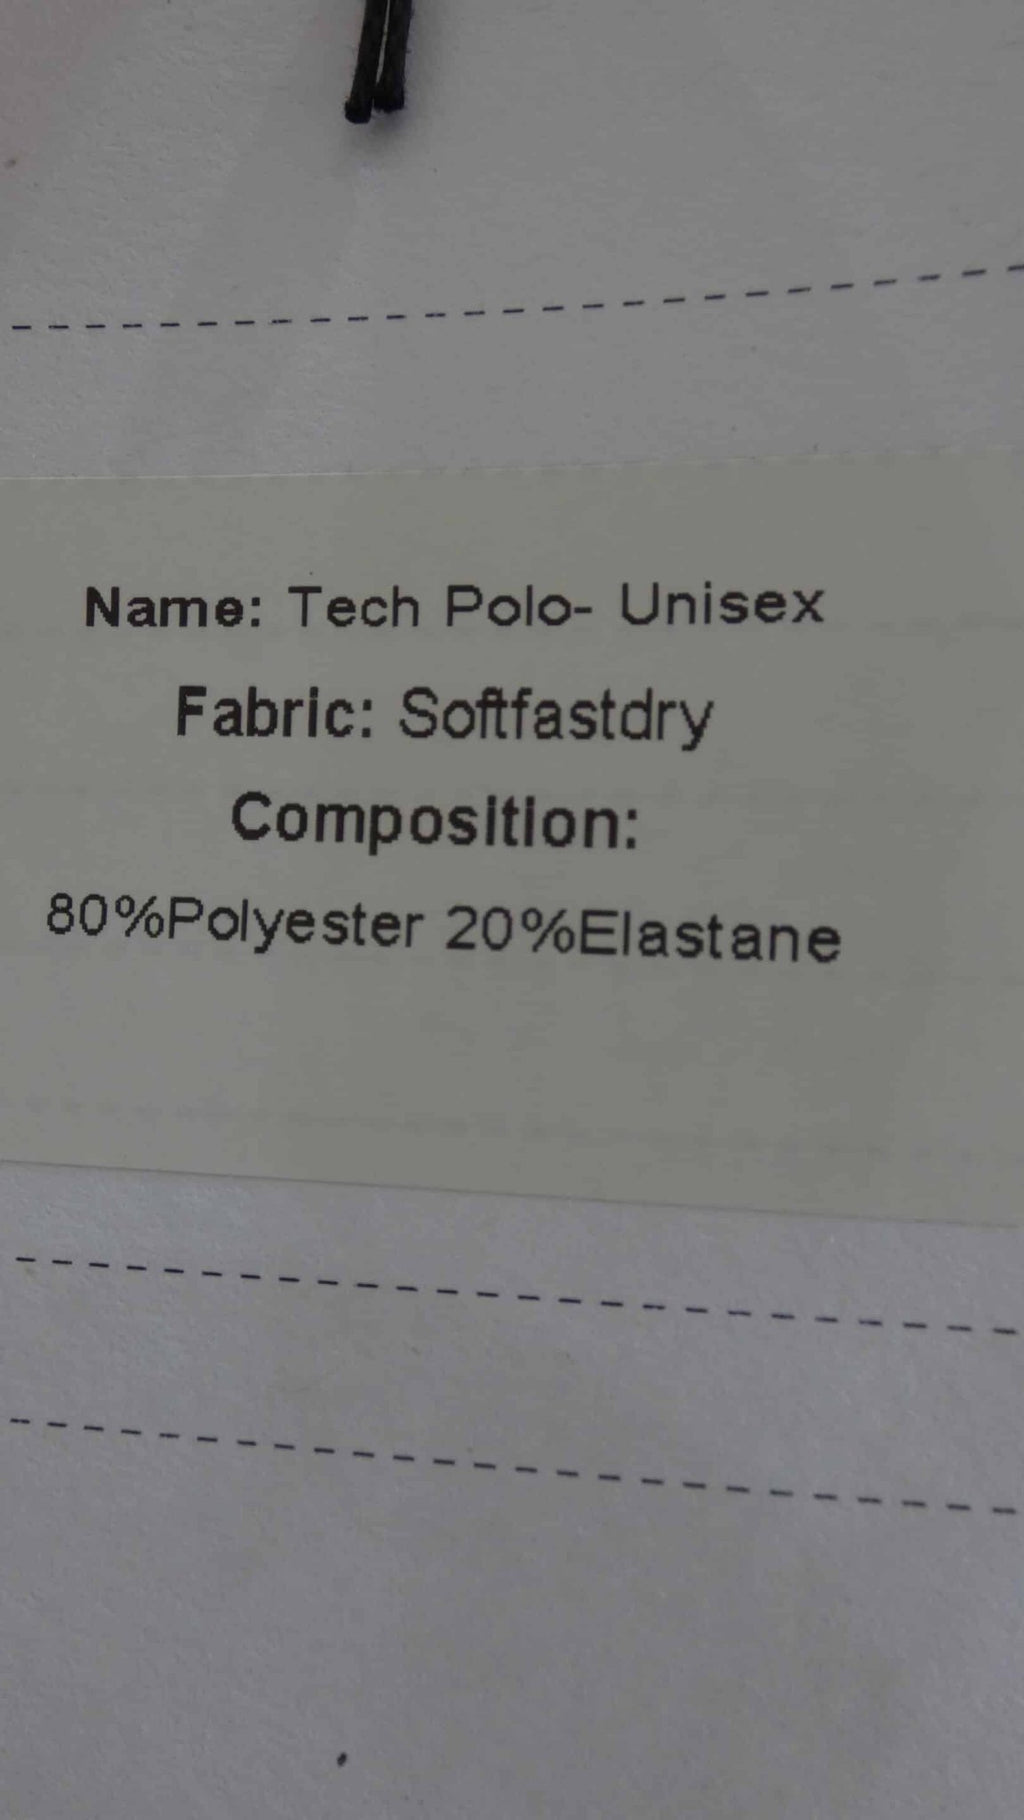 Name: Tech Polo- Unisex
Fabric: Softfastdry
Composition:
80%Polyester 20%Elastane